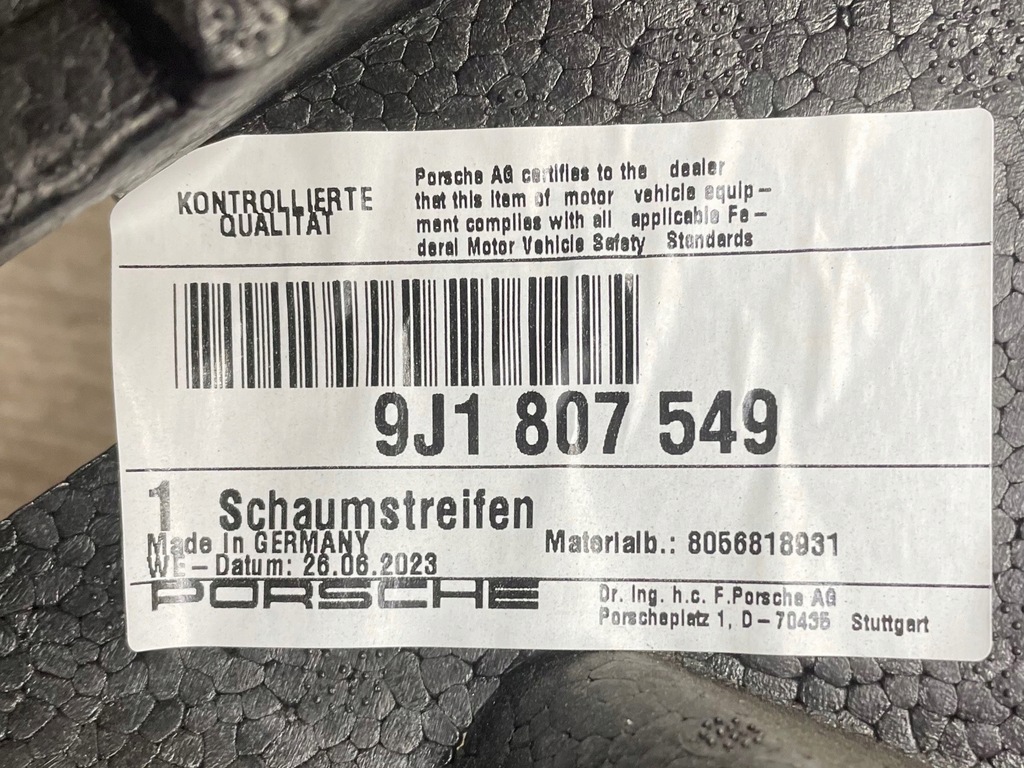 KONTROLLIERTE
QUALITÄT
Porsche AG certifies to the dealer
that this item of motor vehicle equip-
ment complies with all applicable Fe-
deral Motor Vehicle Safety Standards
9J1 807 549
1 Schaumstreifen
Made in GERMANY
Materialb.: 8056818931
WE-Datum: 26.06.2023
PORSCHE
Dr. Ing. h.c. F.Porsche AG
Porscheplatz 1, D-70435 Stuttgart